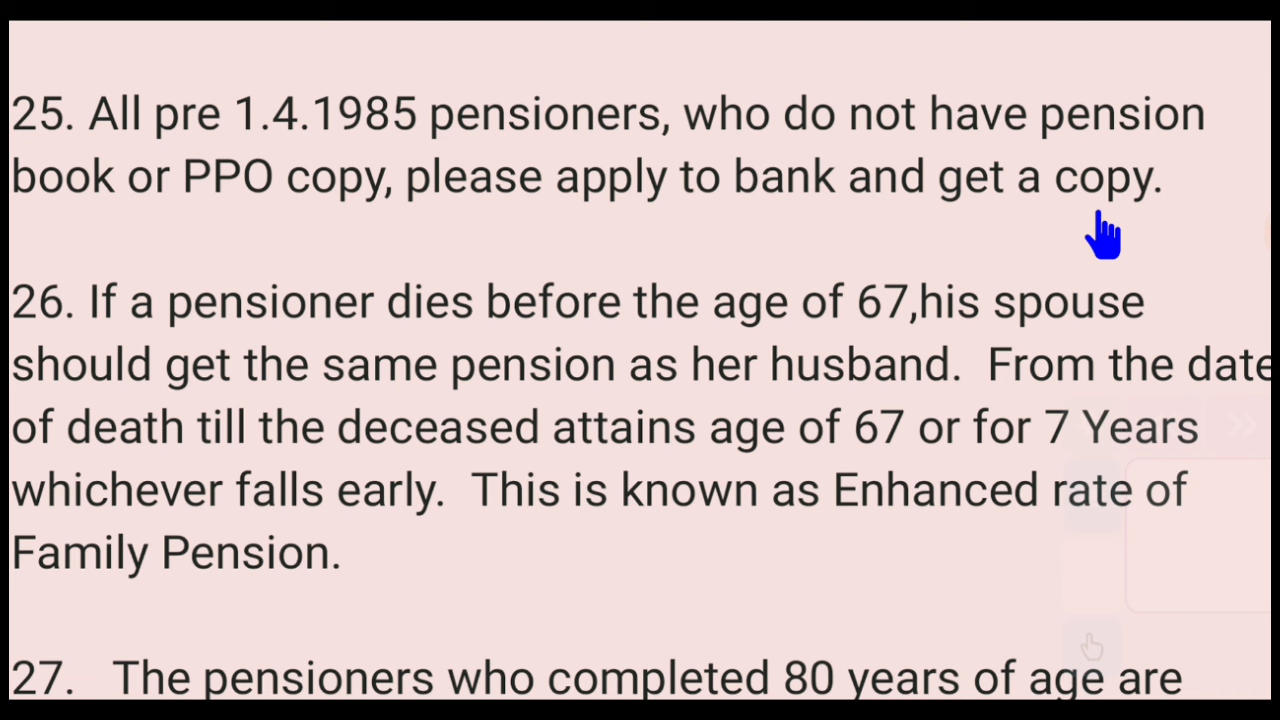 25. All pre 1.4.1985 pensioners, who do not have pension
book or PPO copy, please apply to bank and get a copy.
26. If a pensioner dies before the age of 67,his spouse
should get the same pension as her husband.  From the date
of death till the deceased attains age of 67 or for 7 Years
whichever falls early.  This is known as Enhanced rate of
Family Pension.
27.   The pensioners who completed 80 years of age are